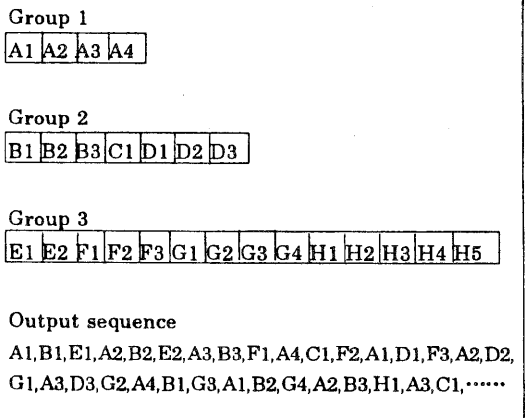 Group 1
A1 A2 A3 A4
Group 2
B1 B2 B3 C1 D1 D2 D3
Group 3
E1 E2 F1 F2 F3 G1 G2 G3 G4 H1 H2 H3 H4 H5
Output sequence
A1,B1,E1,A2,B2,E2,A3,B3,F1,A4,C1,F2,A1,D1,F3,A2,D2,
G1,A3,D3,G2,A4,B1,G3,A1,B2,G4,A2,B3,H1,A3,C1,······